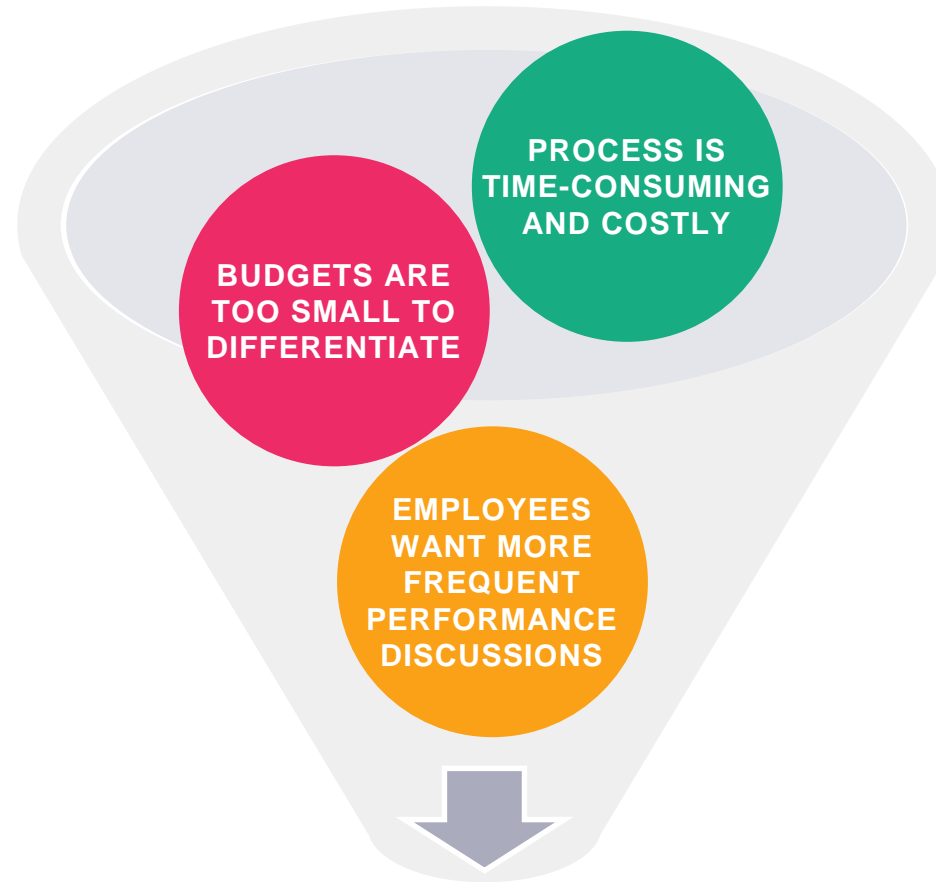 PROCESS IS
TIME-CONSUMING
AND COSTLY
BUDGETS ARE
TOO SMALL TO
DIFFERENTIATE
EMPLOYEES
WANT MORE
FREQUENT
PERFORMANCE
DISCUSSIONS